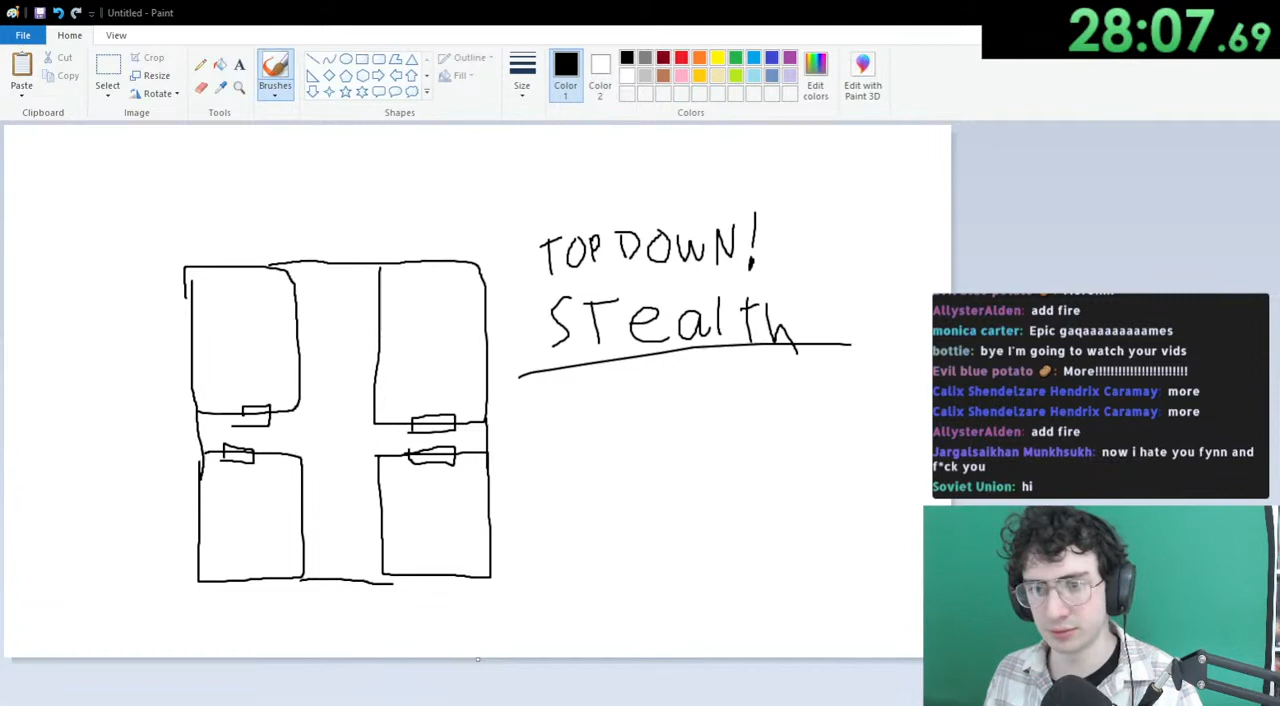 Untitled - Paint
28:07.69
File Home View
Paste
Cut
Copy
Clipboard
Select
Crop
Resize
Rotate
Image
A
Tools
Brushes
Outline
Fill
Shapes
Size
Color 1
Color 2
Edit colors
Colors
Edit with Paint 3D
TOP DOWN!
STealTh
AllysterAlden: add fire
monica carter: Epic gaqaaaaaaaames
bottie: bye I'm going to watch your vids
Evil blue potato: More!!!!!!!!!!!!!!!!!!!!!!!!
Calix Shendelzare Hendrix Caramay: more
Calix Shendelzare Hendrix Caramay: more
AllysterAlden: add fire
Jargalsaikhan Munkhsukh: now i hate you fynn and
f*ck you
Soviet Union: hi